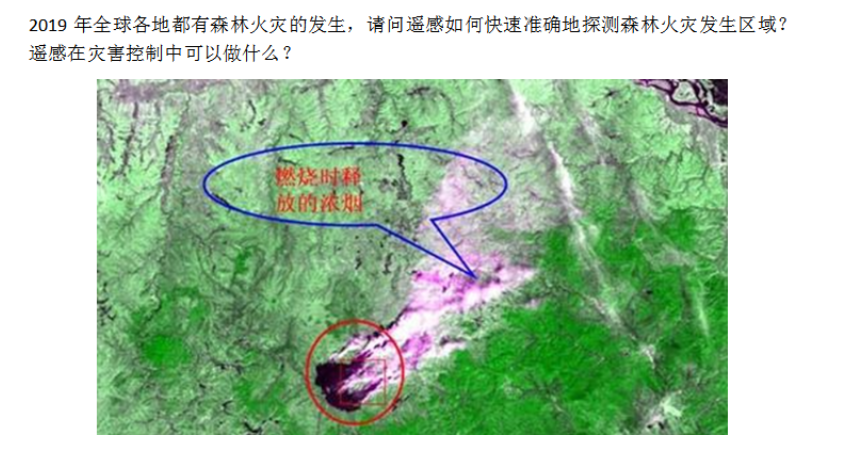 2019 年全球各地都有森林火灾的发生，请问遥感如何快速准确地探测森林火灾发生区域？
遥感在灾害控制中可以做什么？
燃烧时释
放的浓烟